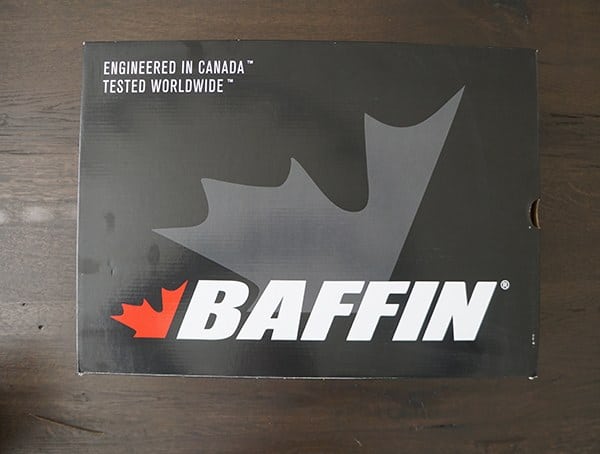 ENGINEERED IN CANADA™
TESTED WORLDWIDE™
BAFFIN®